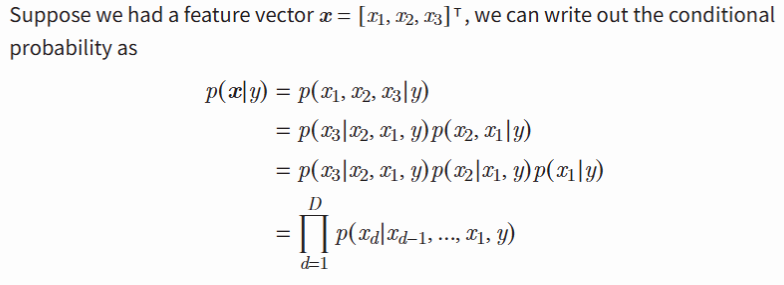 Suppose we had a feature vector x = [x₁, x₂, x₃]ᵀ, we can write out the conditional
probability as
p(x|y) = p(x₁, x₂, x₃|y)
= p(x₃|x₂, x₁, y)p(x₂, x₁|y)
= p(x₃|x₂, x₁, y)p(x₂|x₁, y)p(x₁|y)
= ∏_{d=1}^{D} p(x_d|x_{d−1}, ..., x₁, y)